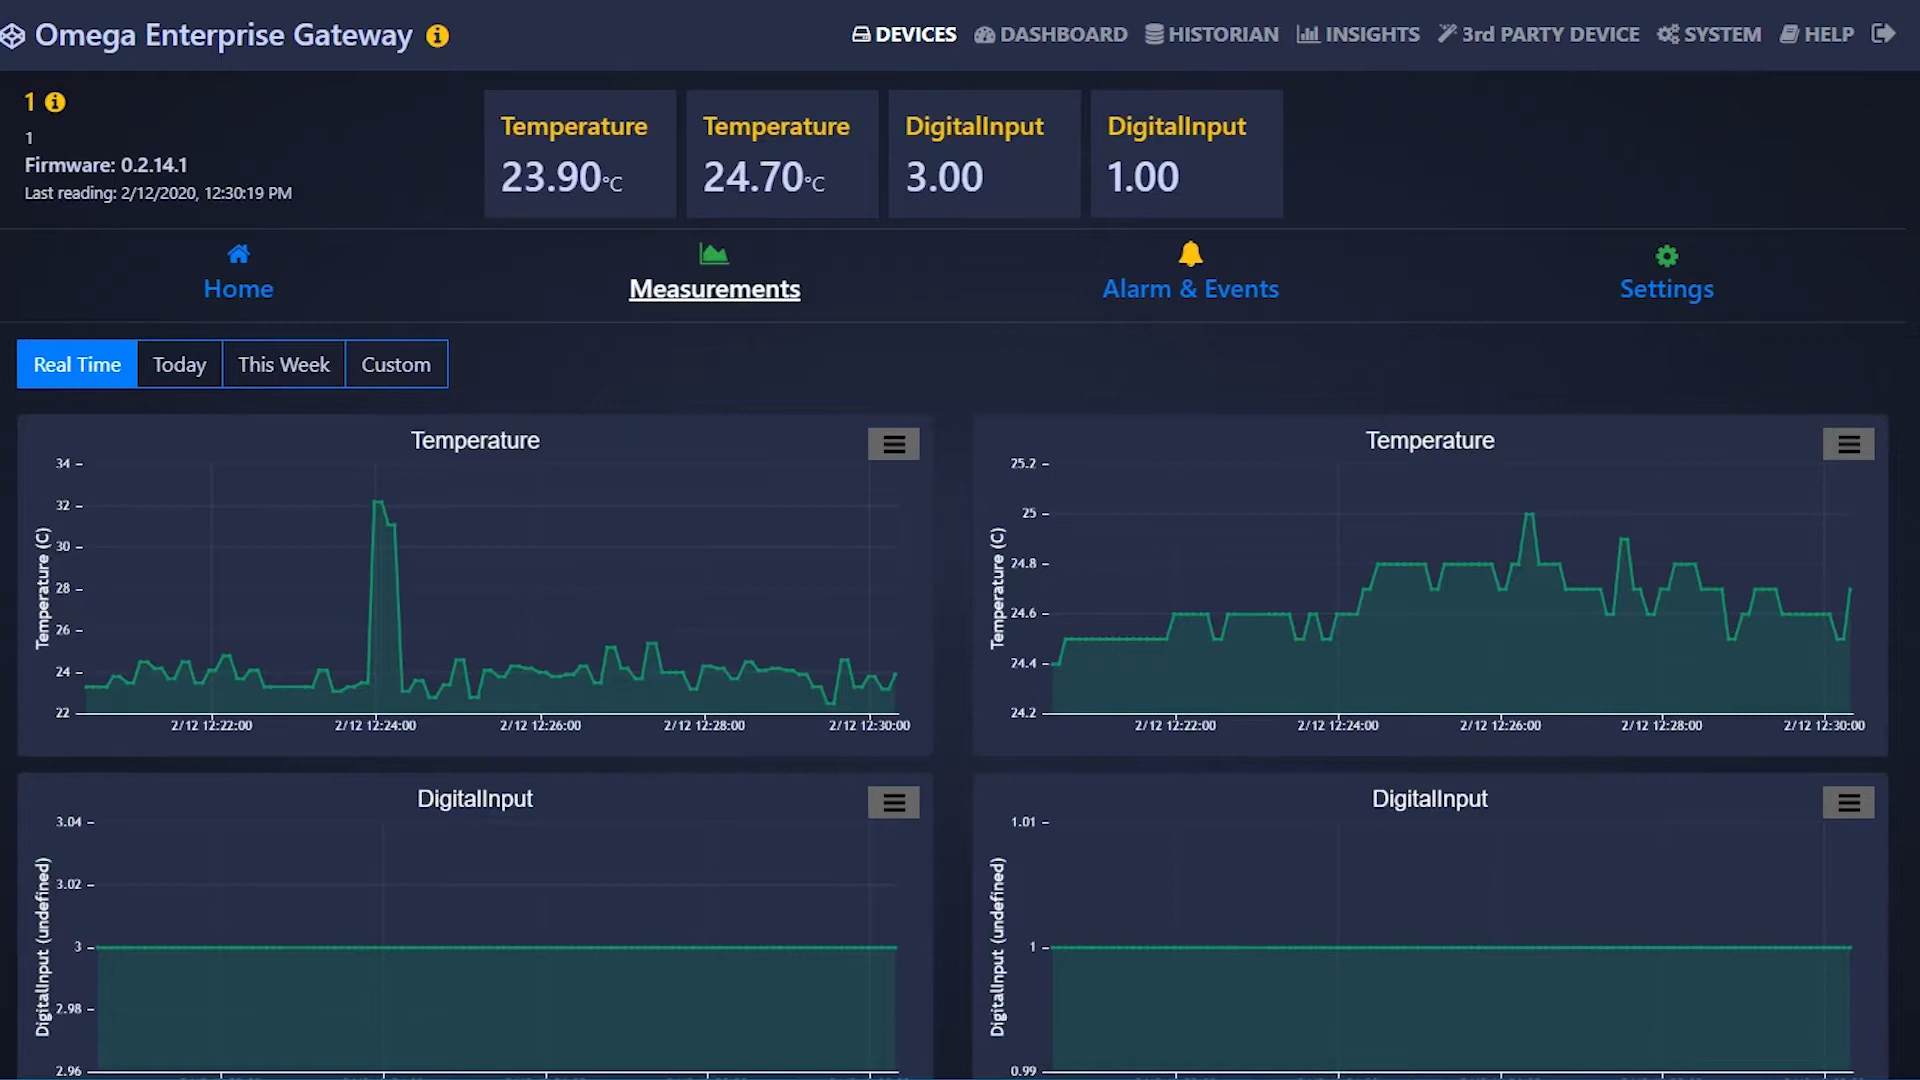 Omega Enterprise Gateway
DEVICES DASHBOARD HISTORIAN INSIGHTS 3rd PARTY DEVICE SYSTEM HELP
1
1
Firmware: 0.2.14.1
Last reading: 2/12/2020, 12:30:19 PM
Temperature
23.90°C
Temperature
24.70°C
DigitalInput
3.00
DigitalInput
1.00
Home
Measurements
Alarm & Events
Settings
Real Time Today This Week Custom
Temperature
Temperature (C)
34
32
30
28
26
24
22
2/12 12:22:00 2/12 12:24:00 2/12 12:26:00 2/12 12:28:00 2/12 12:30:00
Temperature
Temperature (C)
25.2
25
24.8
24.6
24.4
24.2
2/12 12:22:00 2/12 12:24:00 2/12 12:26:00 2/12 12:28:00 2/12 12:30:00
DigitalInput
DigitalInput (undefined)
3.04
3.02
3
2.98
2.96
DigitalInput
DigitalInput (undefined)
1.01
1
0.99